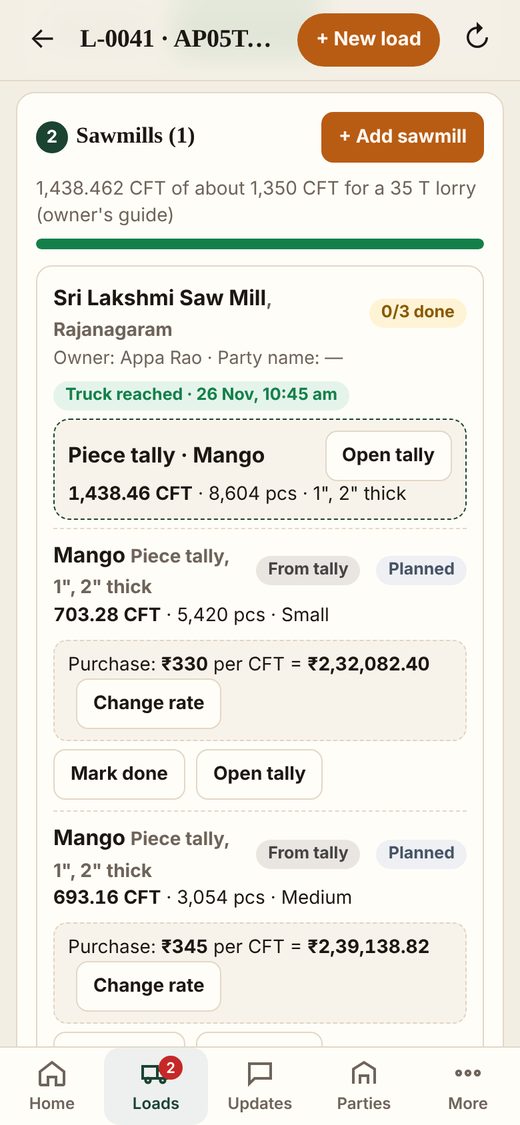 L-0041 · AP05T...
+ New load
2 Sawmills (1)
+ Add sawmill
1,438.462 CFT of about 1,350 CFT for a 35 T lorry
(owner's guide)
Sri Lakshmi Saw Mill,
Rajanagaram
0/3 done
Owner: Appa Rao · Party name: —
Truck reached · 26 Nov, 10:45 am
Piece tally · Mango
Open tally
1,438.46 CFT · 8,604 pcs · 1", 2" thick
Mango Piece tally,
1", 2" thick
From tally
Planned
703.28 CFT · 5,420 pcs · Small
Purchase: ₹330 per CFT = ₹2,32,082.40
Change rate
Mark done
Open tally
Mango Piece tally,
1", 2" thick
From tally
Planned
693.16 CFT · 3,054 pcs · Medium
Purchase: ₹345 per CFT = ₹2,39,138.82
Change rate
2
Home
Loads
Updates
Parties
More